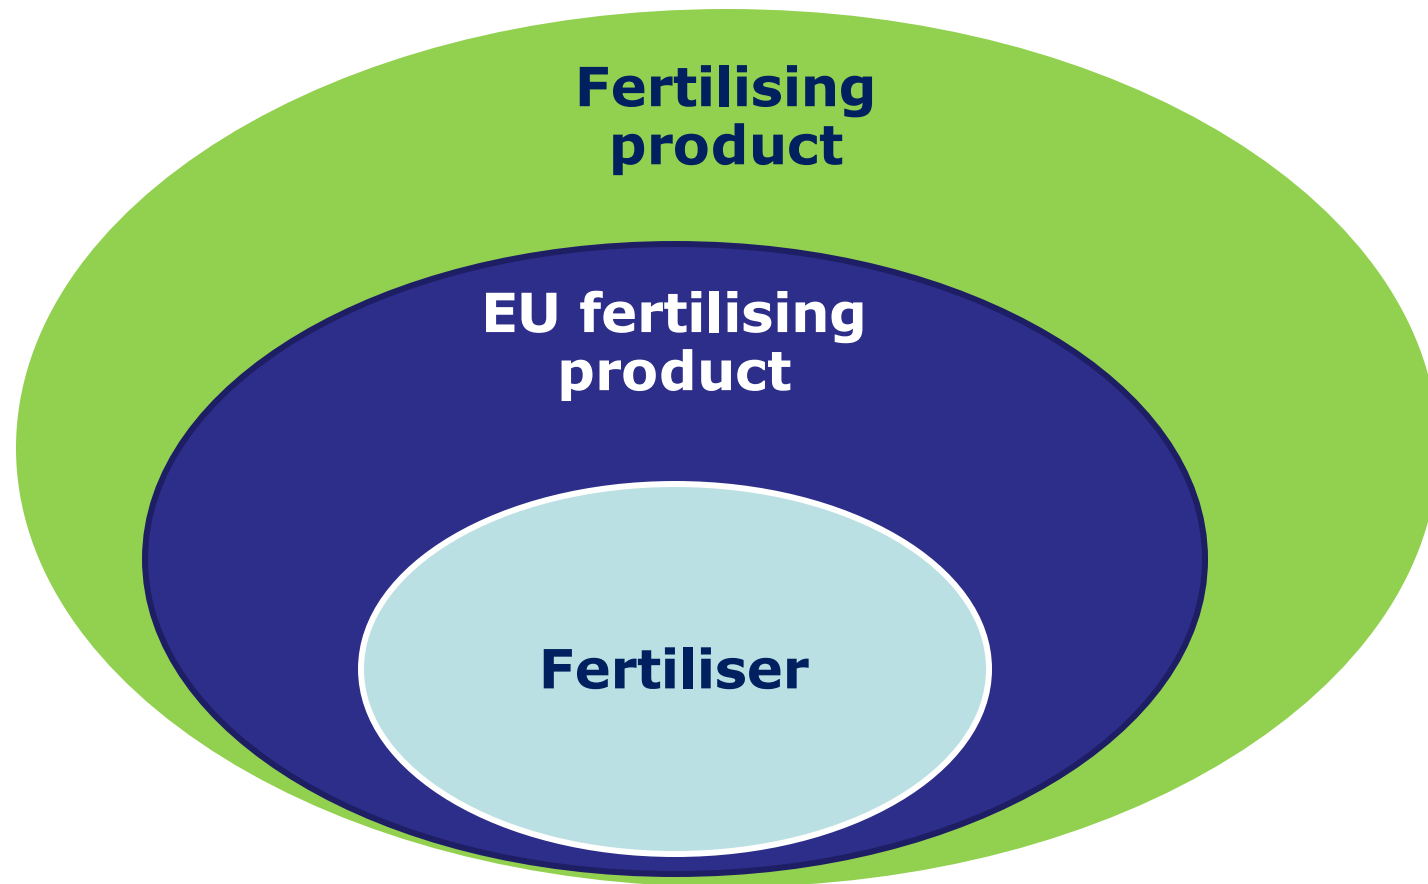 Fertilising
product
EU fertilising
product
Fertiliser